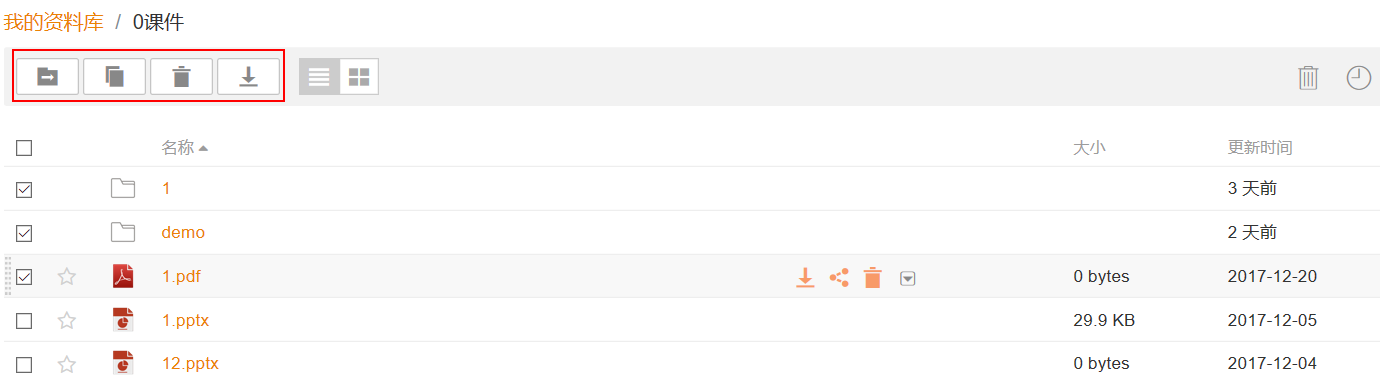 我的资料库 / 0课件
名称 大小 更新时间
1 3 天前
demo 2 天前
1.pdf 0 bytes 2017-12-20
1.pptx 29.9 KB 2017-12-05
12.pptx 0 bytes 2017-12-04